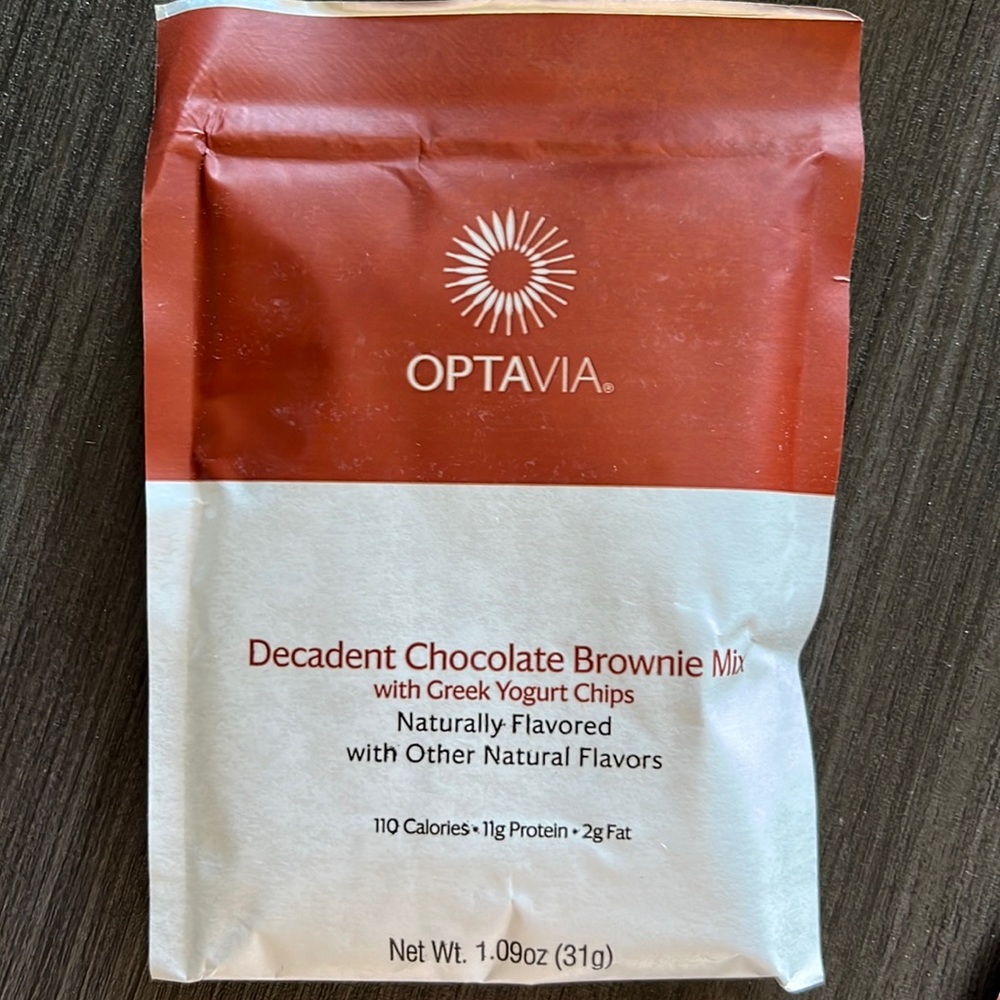 OPTAVIA®
Decadent Chocolate Brownie Mix
with Greek Yogurt Chips
Naturally Flavored
with Other Natural Flavors
110 Calories • 11g Protein • 2g Fat
Net Wt. 1.09oz (31g)